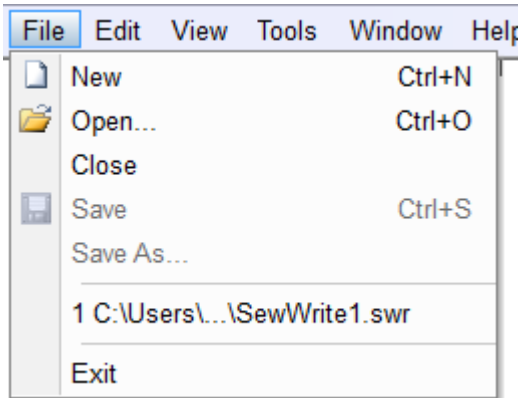 File Edit View Tools Window Help
New Ctrl+N
Open... Ctrl+O
Close
Save Ctrl+S
Save As...
1 C:\Users\...\SewWrite1.swr
Exit